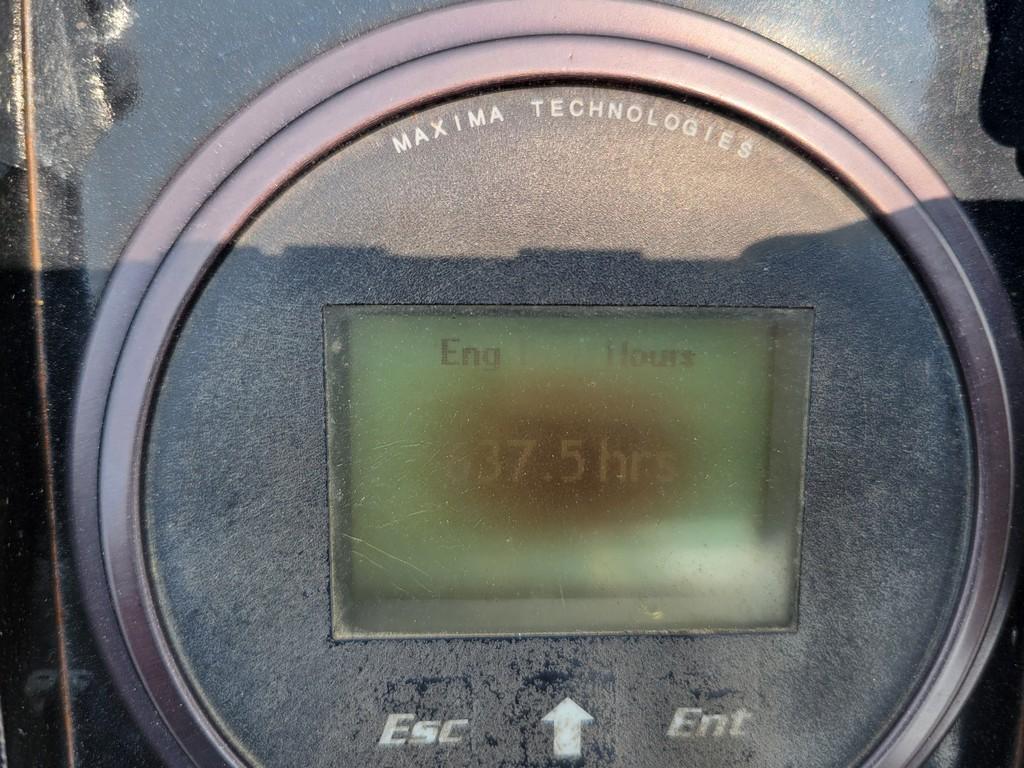 MAXIMA TECHNOLOGIES
Eng Hours
37.5 hrs
Esc Ent